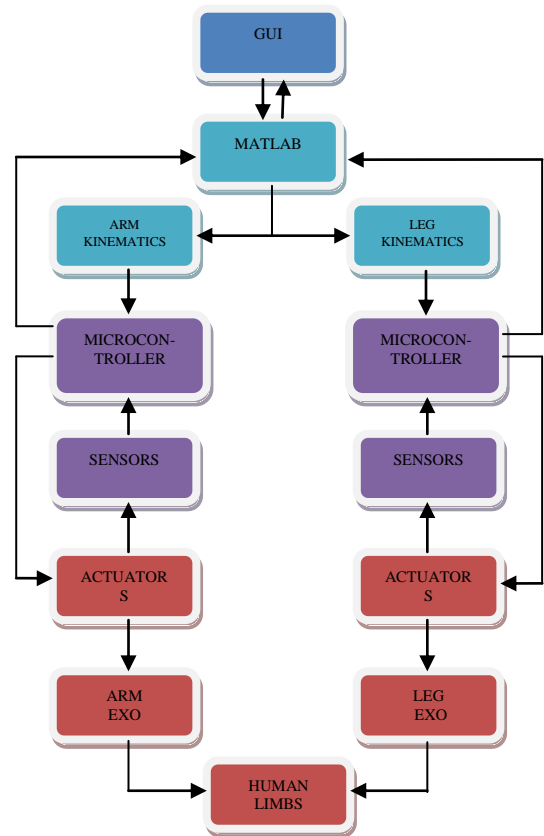 GUI
MATLAB
ARM
KINEMATICS
LEG
KINEMATICS
MICROCON-
TROLLER
MICROCON-
TROLLER
SENSORS
SENSORS
ACTUATOR
S
ACTUATOR
S
ARM
EXO
LEG
EXO
HUMAN
LIMBS